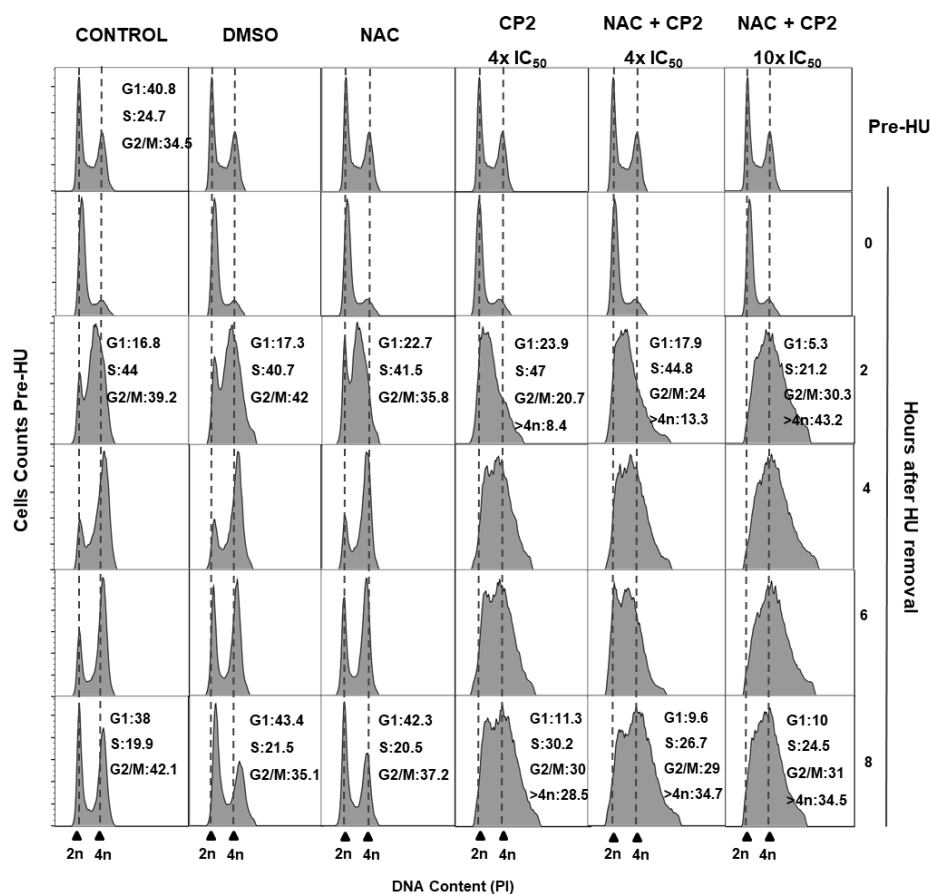 CONTROL
DMSO
NAC
CP2
4x IC50
NAC + CP2
4x IC50
NAC + CP2
10x IC50
G1:40.8
S:24.7
G2/M:34.5
Pre-HU
0
G1:16.8
S:44
G2/M:39.2
G1:17.3
S:40.7
G2/M:42
G1:22.7
S:41.5
G2/M:35.8
G1:23.9
S:47
G2/M:20.7
>4n:8.4
G1:17.9
S:44.8
G2/M:24
>4n:13.3
G1:5.3
S:21.2
G2/M:30.3
>4n:43.2
2
4
6
G1:38
S:19.9
G2/M:42.1
G1:43.4
S:21.5
G2/M:35.1
G1:42.3
S:20.5
G2/M:37.2
G1:11.3
S:30.2
G2/M:30
>4n:28.5
G1:9.6
S:26.7
G2/M:29
>4n:34.7
G1:10
S:24.5
G2/M:31
>4n:34.5
8
Cells Counts Pre-HU
Hours after HU removal
2n 4n 2n 4n 2n 4n 2n 4n 2n 4n 2n 4n
DNA Content (PI)